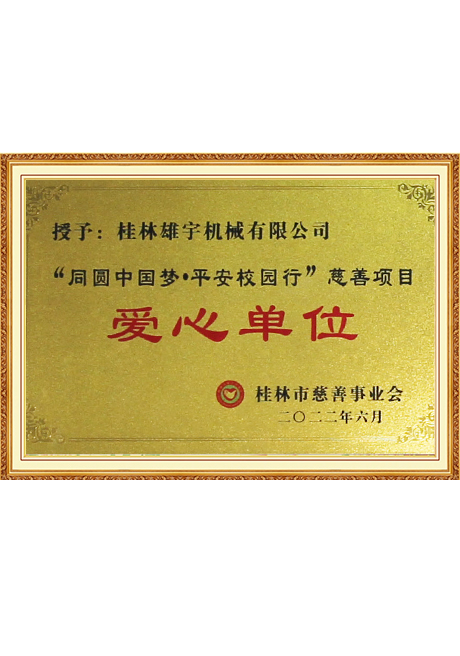 授予：桂林雄宇机械有限公司
“同圆中国梦·平安校园行”慈善项目
爱心单位
桂林市慈善事业会
二〇二二年六月